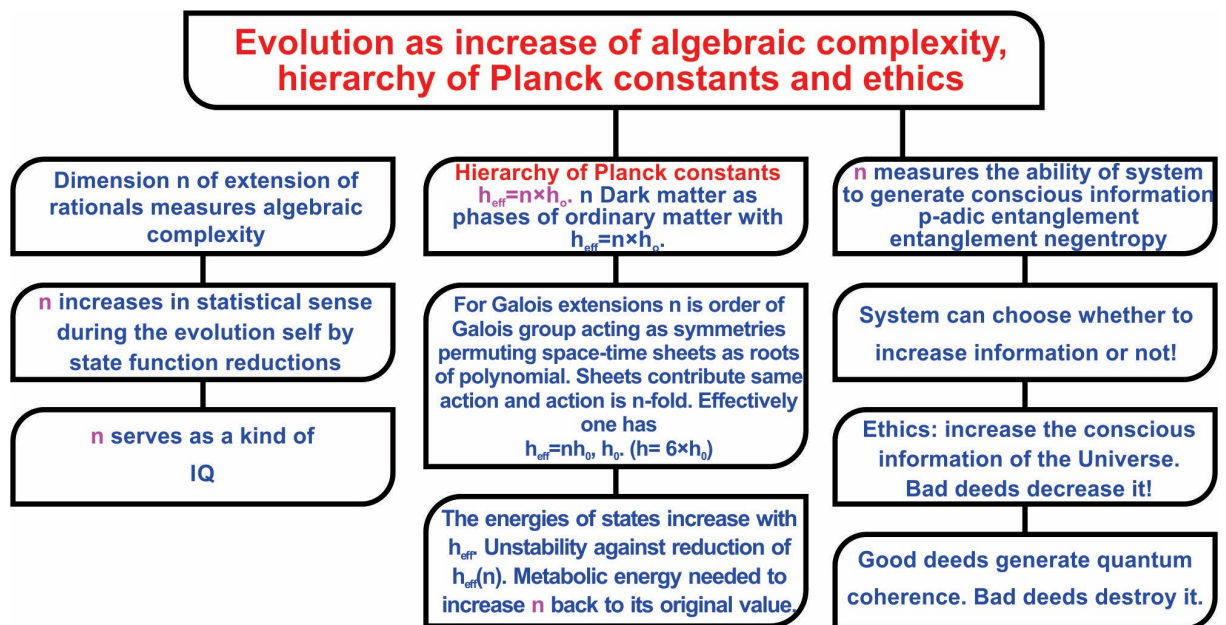 Evolution as increase of algebraic complexity,
hierarchy of Planck constants and ethics
Dimension n of extension of
rationals measures algebraic
complexity
n increases in statistical sense
during the evolution self by
state function reductions
n serves as a kind of
IQ
Hierarchy of Planck constants
h_eff=n×h_o. n Dark matter as
phases of ordinary matter with
h_eff=n×h_o.
For Galois extensions n is order of
Galois group acting as symmetries
permuting space-time sheets as roots
of polynomial. Sheets contribute same
action and action is n-fold. Effectively
one has
h_eff=nh₀, h₀. (h= 6×h₀)
The energies of states increase with
h_eff. Unstability against reduction of
h_eff(n). Metabolic energy needed to
increase n back to its original value.
n measures the ability of system
to generate conscious information
p-adic entanglement
entanglement negentropy
System can choose whether to
increase information or not!
Ethics: increase the conscious
information of the Universe.
Bad deeds decrease it!
Good deeds generate quantum
coherence. Bad deeds destroy it.